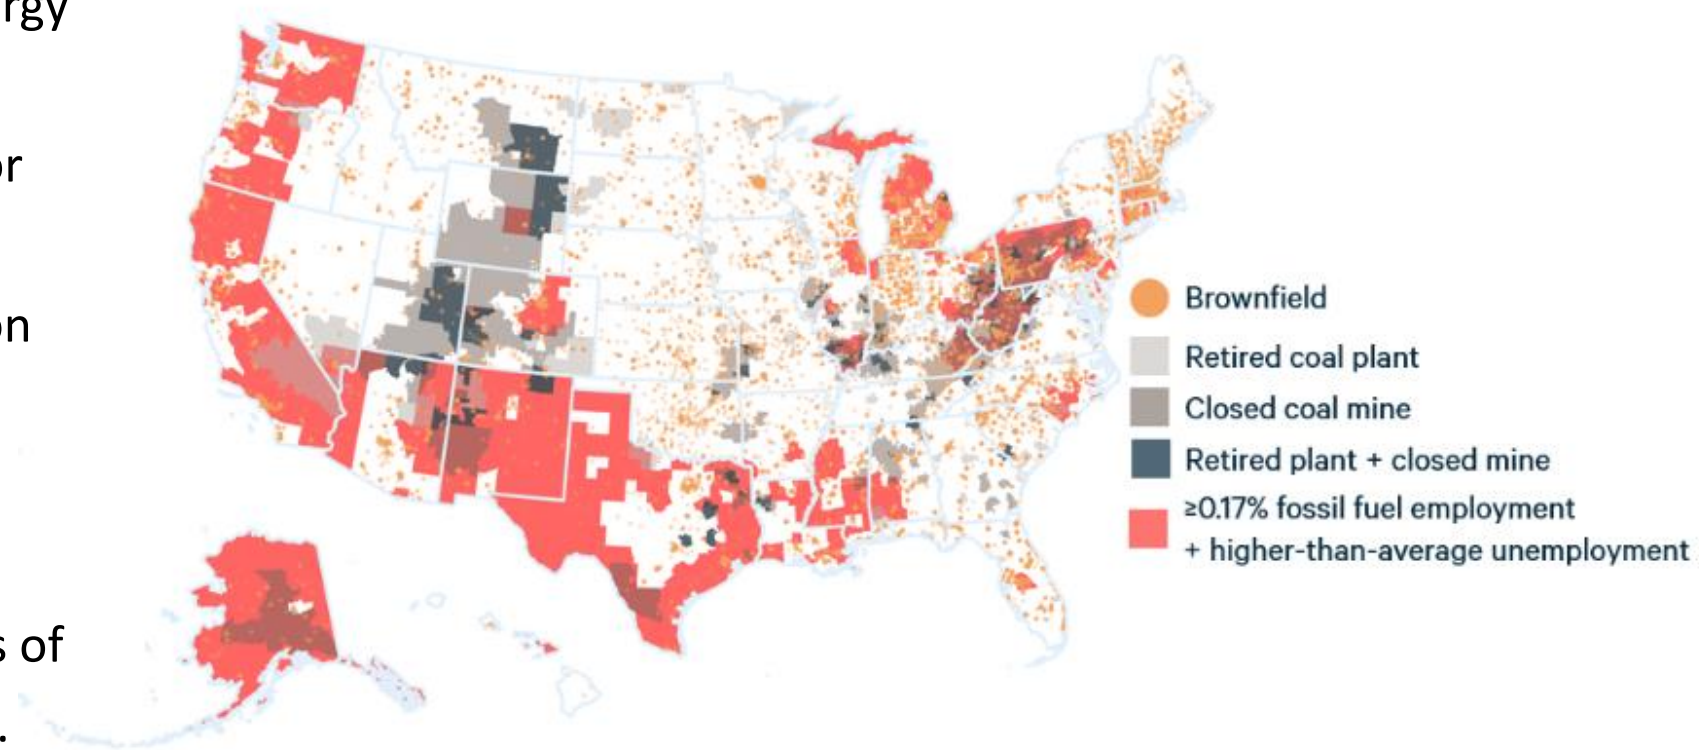 rgy
or
on
s of
.
Brownfield
Retired coal plant
Closed coal mine
Retired plant + closed mine
≥0.17% fossil fuel employment
+ higher-than-average unemployment